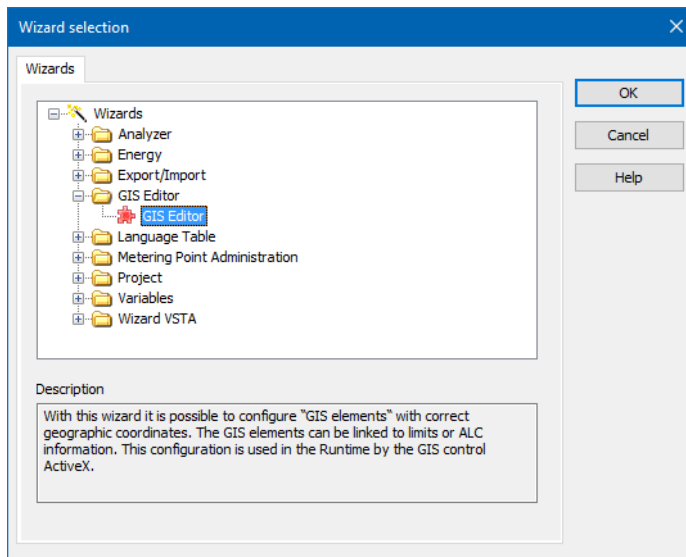 Wizard selection
Wizards
OK
Cancel
Help
Wizards
Analyzer
Energy
Export/Import
GIS Editor
GIS Editor
Language Table
Metering Point Administration
Project
Variables
Wizard VSTA
Description
With this wizard it is possible to configure "GIS elements" with correct
geographic coordinates. The GIS elements can be linked to limits or ALC
information. This configuration is used in the Runtime by the GIS control
ActiveX.